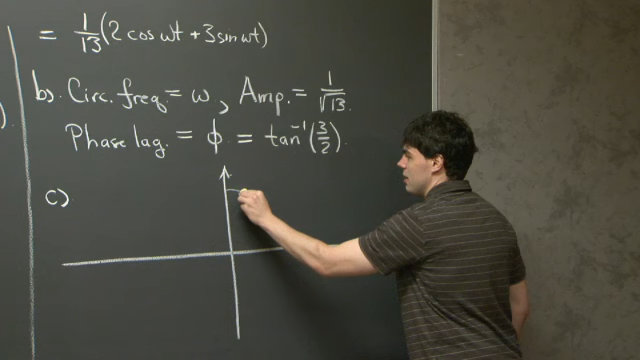 = 1/13 (2 cos ωt + 3 sin ωt)
).
b). Circ. freq. = ω, Amp. = 1/√13.
Phase lag. = ϕ = tan⁻¹(3/2).
c)